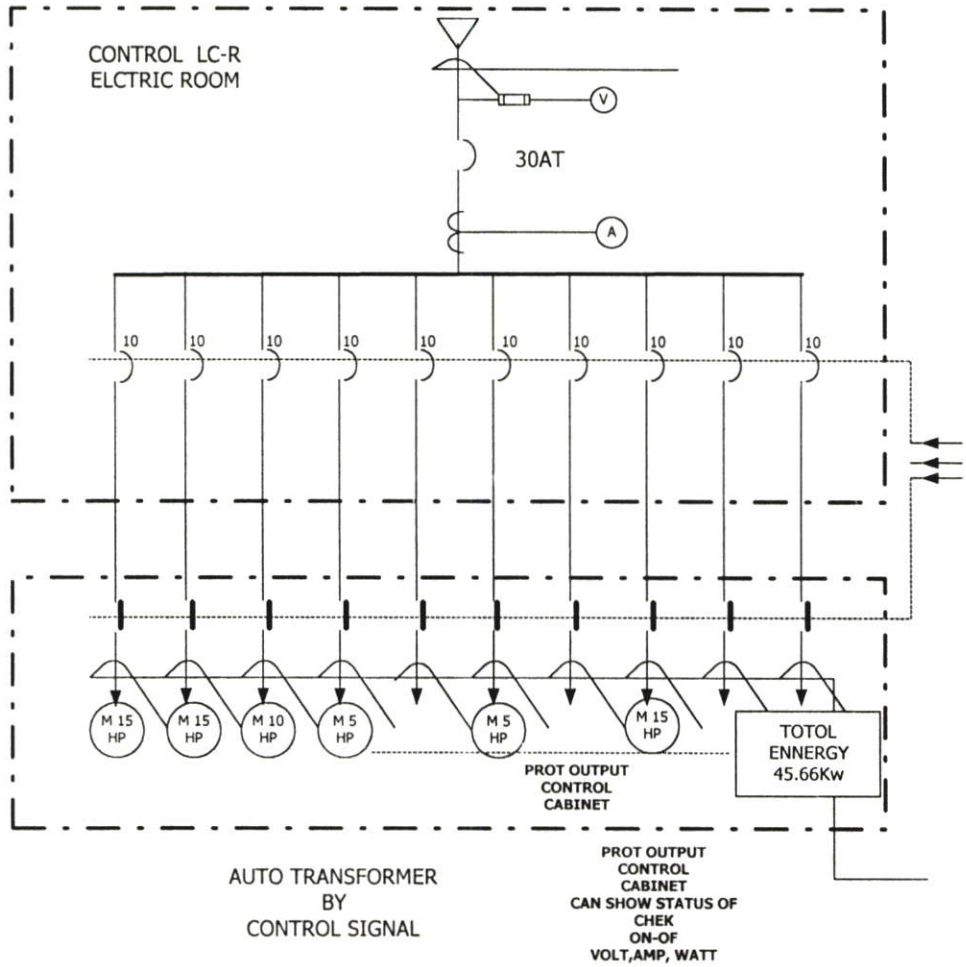 CONTROL LC-R
ELCTRIC ROOM
V
30AT
A
10 10 10 10 10 10 10 10 10 10
M 15
HP
M 15
HP
M 10
HP
M 5
HP
M 5
HP
M 15
HP
TOTOL
ENNERGY
45.66Kw
PROT OUTPUT
CONTROL
CABINET
AUTO TRANSFORMER
BY
CONTROL SIGNAL
PROT OUTPUT
CONTROL
CABINET
CAN SHOW STATUS OF
CHEK
ON-OF
VOLT,AMP, WATT